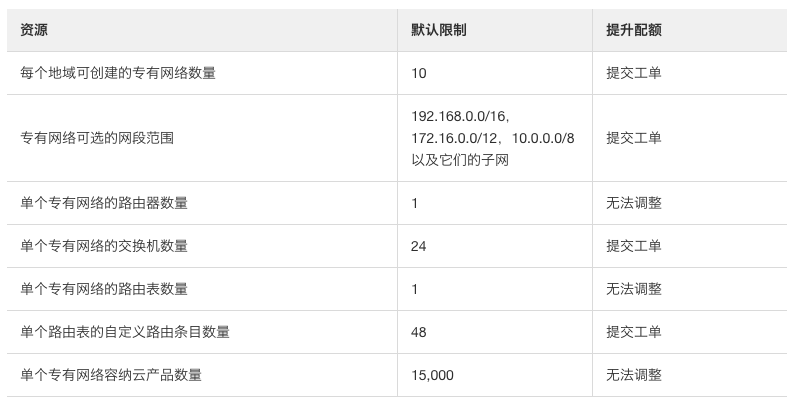 资源 默认限制 提升配额
每个地域可创建的专有网络数量 10 提交工单
专有网络可选的网段范围
192.168.0.0/16,
172.16.0.0/12, 10.0.0.0/8
以及它们的子网
提交工单
单个专有网络的路由器数量 1 无法调整
单个专有网络的交换机数量 24 提交工单
单个专有网络的路由表数量 1 无法调整
单个路由表的自定义路由条目数量 48 提交工单
单个专有网络容纳云产品数量 15,000 无法调整